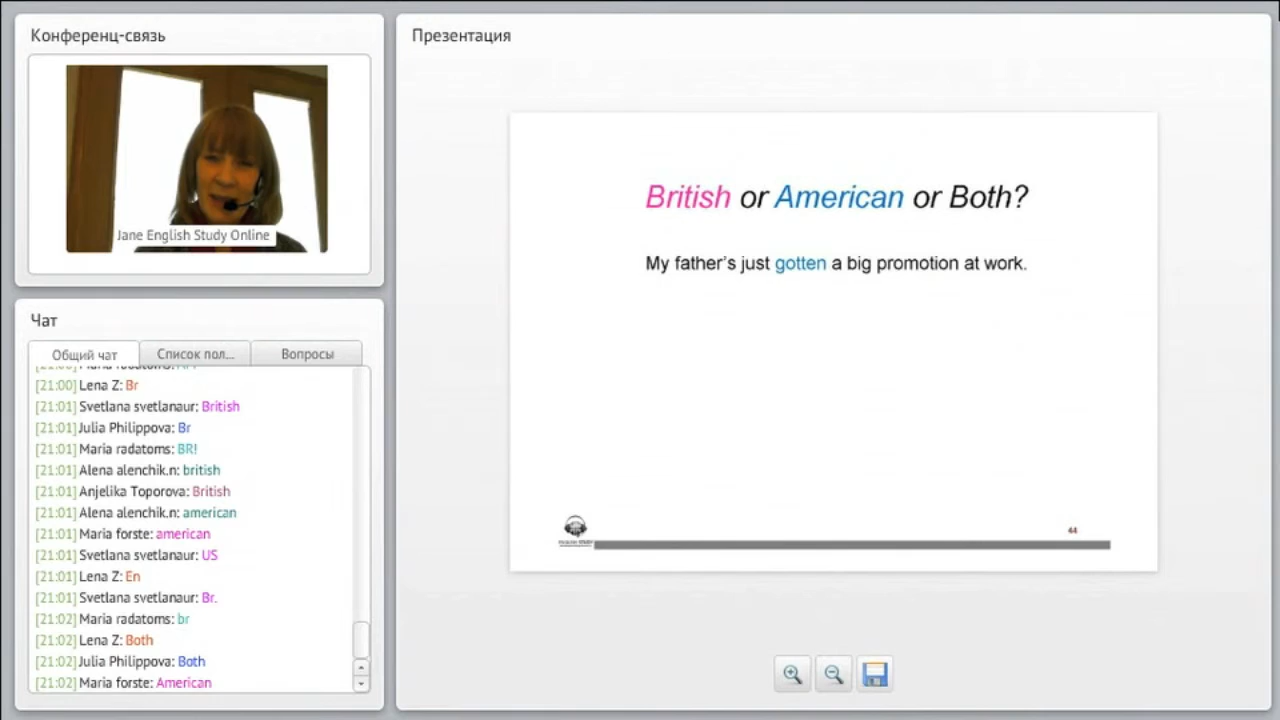 Конференц-связь
Jane English Study Online
Чат
Общий чат
Список пол...
Вопросы
[21:00] Lena Z: Br
[21:01] Svetlana svetlanaur: British
[21:01] Julia Philippova: Br
[21:01] Maria radatoms: BR!
[21:01] Alena alenchik.n: british
[21:01] Anjelika Toporova: British
[21:01] Alena alenchik.n: american
[21:01] Maria forste: american
[21:01] Svetlana svetlanaur: US
[21:01] Lena Z: En
[21:01] Svetlana svetlanaur: Br.
[21:02] Maria radatoms: br
[21:02] Lena Z: Both
[21:02] Julia Philippova: Both
[21:02] Maria forste: American
Презентация
British or American or Both?
My father's just gotten a big promotion at work.
44